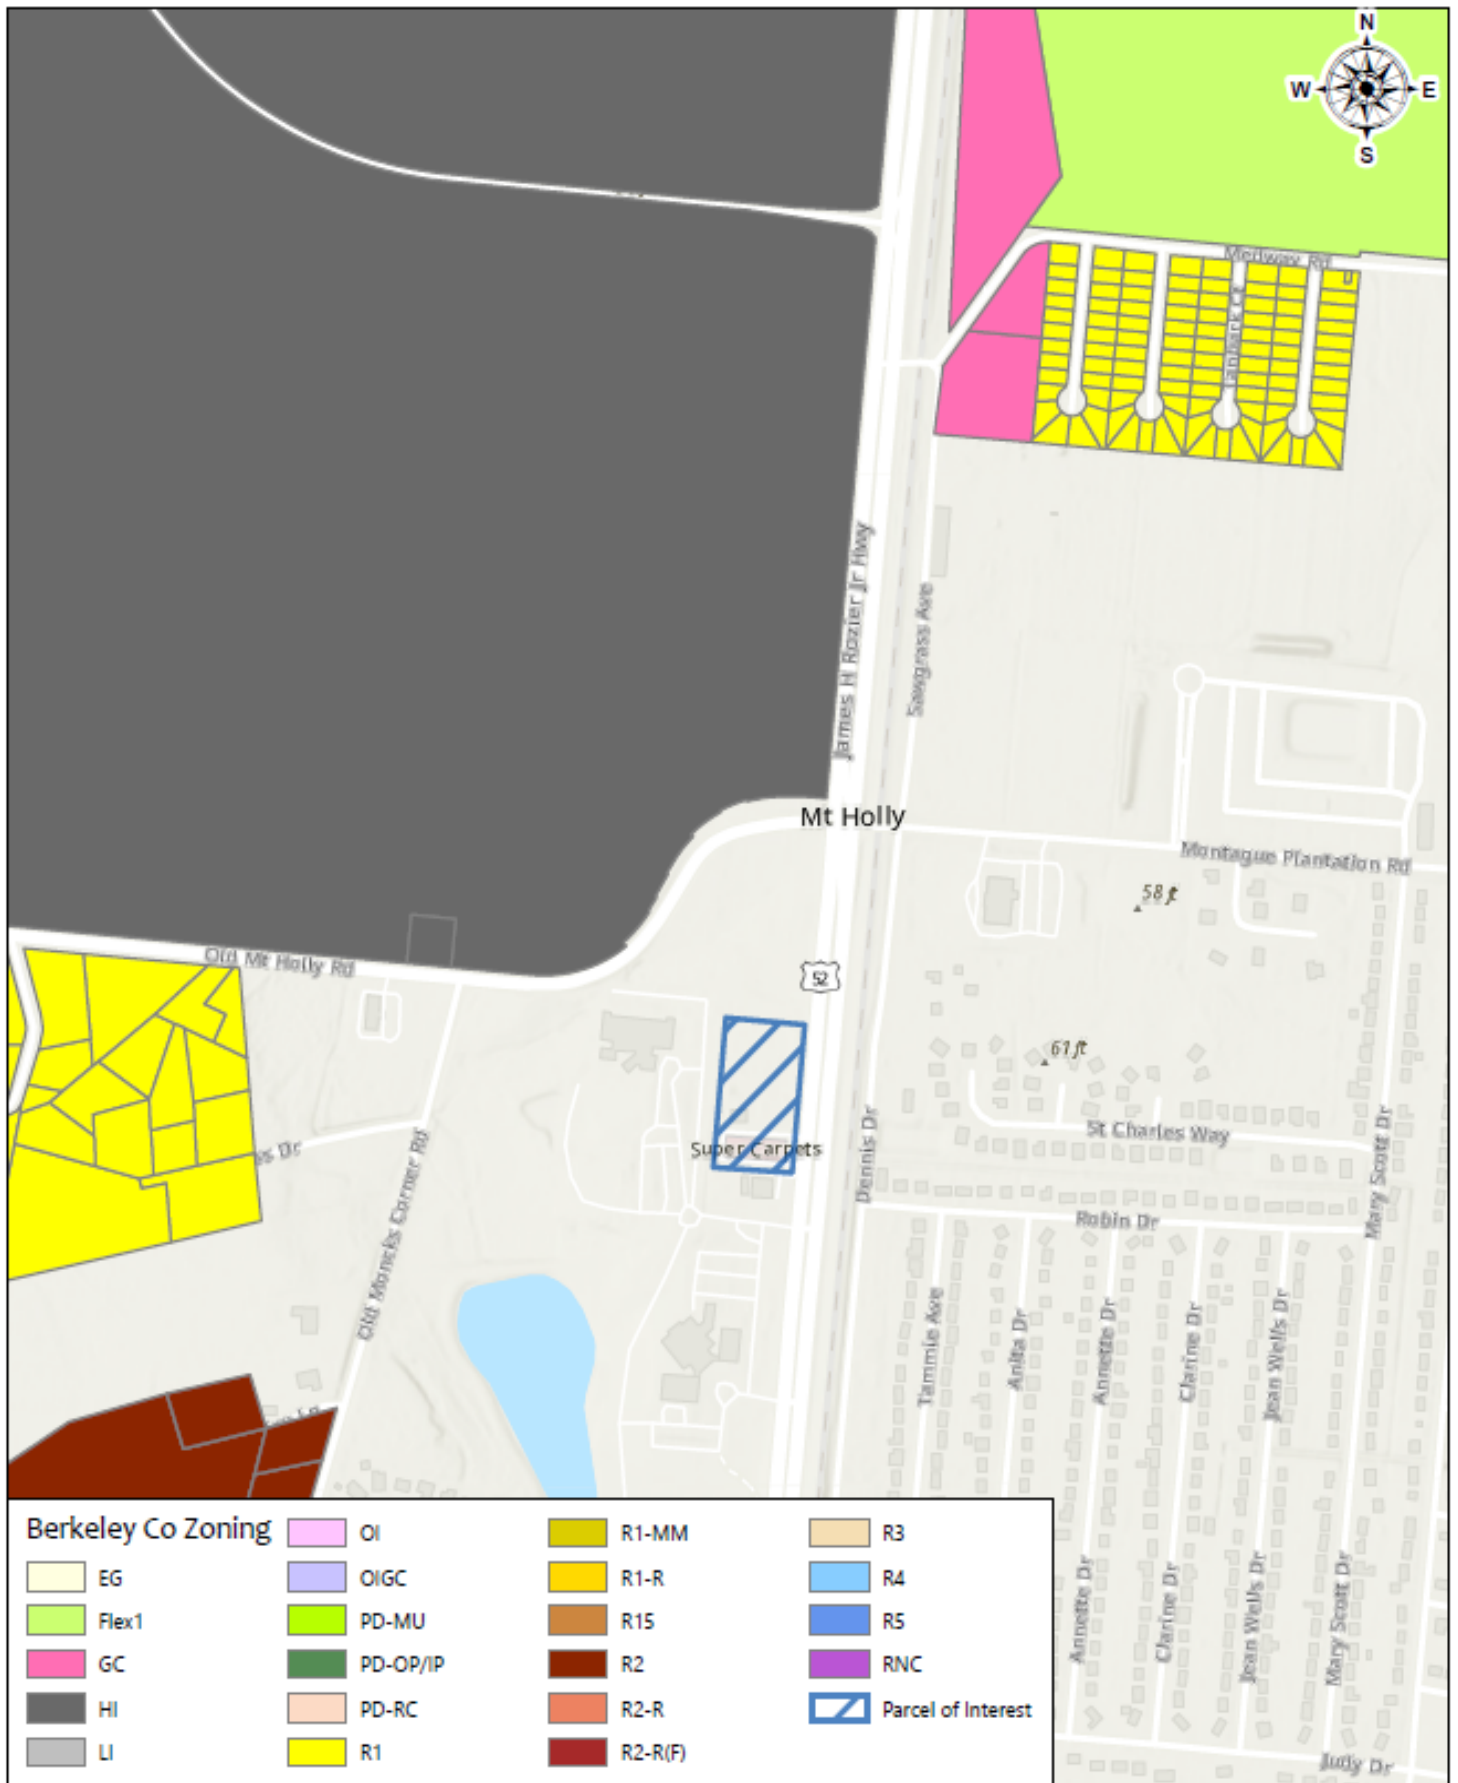 N
W E
S
Medway Rd
Tanbark Ct
James H Rozier Jr Hwy
Sawgrass Ave
Mt Holly
Montague Plantation Rd
58 ft
Old Mt Holly Rd
52
61 ft
es Dr
Old Moncks Corner Rd
Super Carpets
Dennis Dr
St Charles Way
Mary Scott Dr
Robin Dr
Tammie Ave
Anita Dr
Annette Dr
Clarine Dr
Jean Wells Dr
Annette Dr
Clarine Dr
Jean Wells Dr
Mary Scott Dr
Judy Dr
Berkeley Co Zoning
EG
Flex1
GC
HI
LI
OI
OIGC
PD-MU
PD-OP/IP
PD-RC
R1
R1-MM
R1-R
R15
R2
R2-R
R2-R(F)
R3
R4
R5
RNC
Parcel of Interest